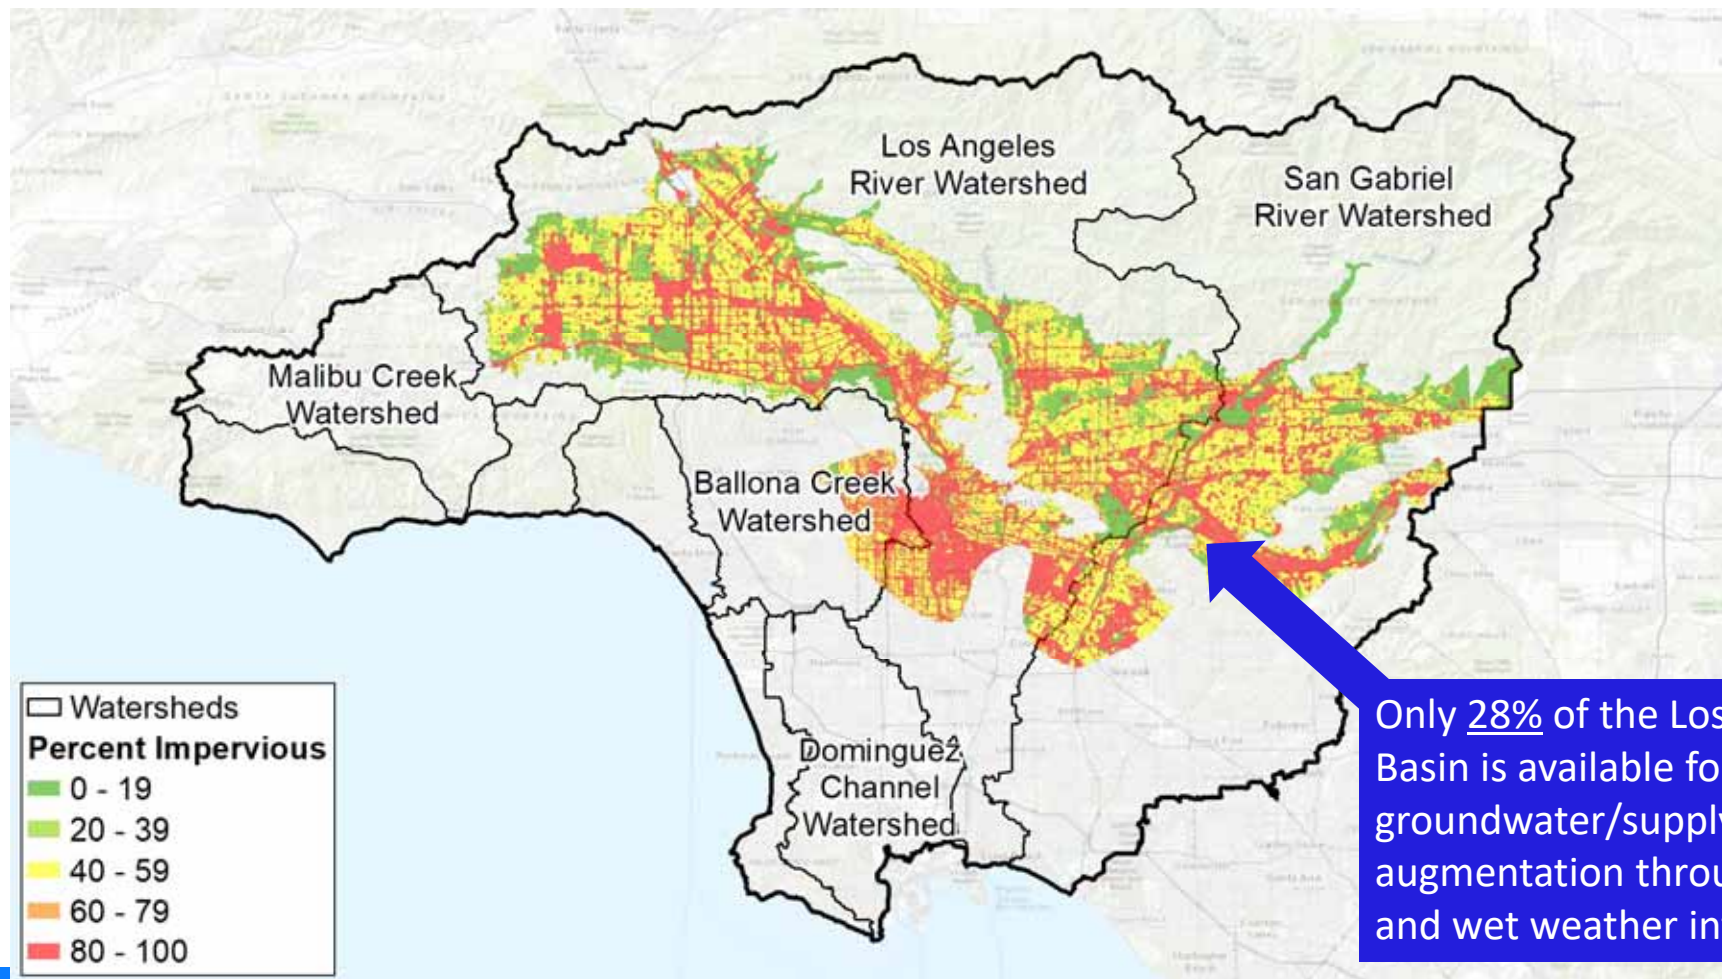 Los Angeles
River Watershed
San Gabriel
River Watershed
Malibu Creek
Watershed
Ballona Creek
Watershed
Dominguez
Channel
Watershed
Watersheds
Percent Impervious
0 - 19
20 - 39
40 - 59
60 - 79
80 - 100
Only 28% of the Los
Basin is available fo
groundwater/supply
augmentation throu
and wet weather in